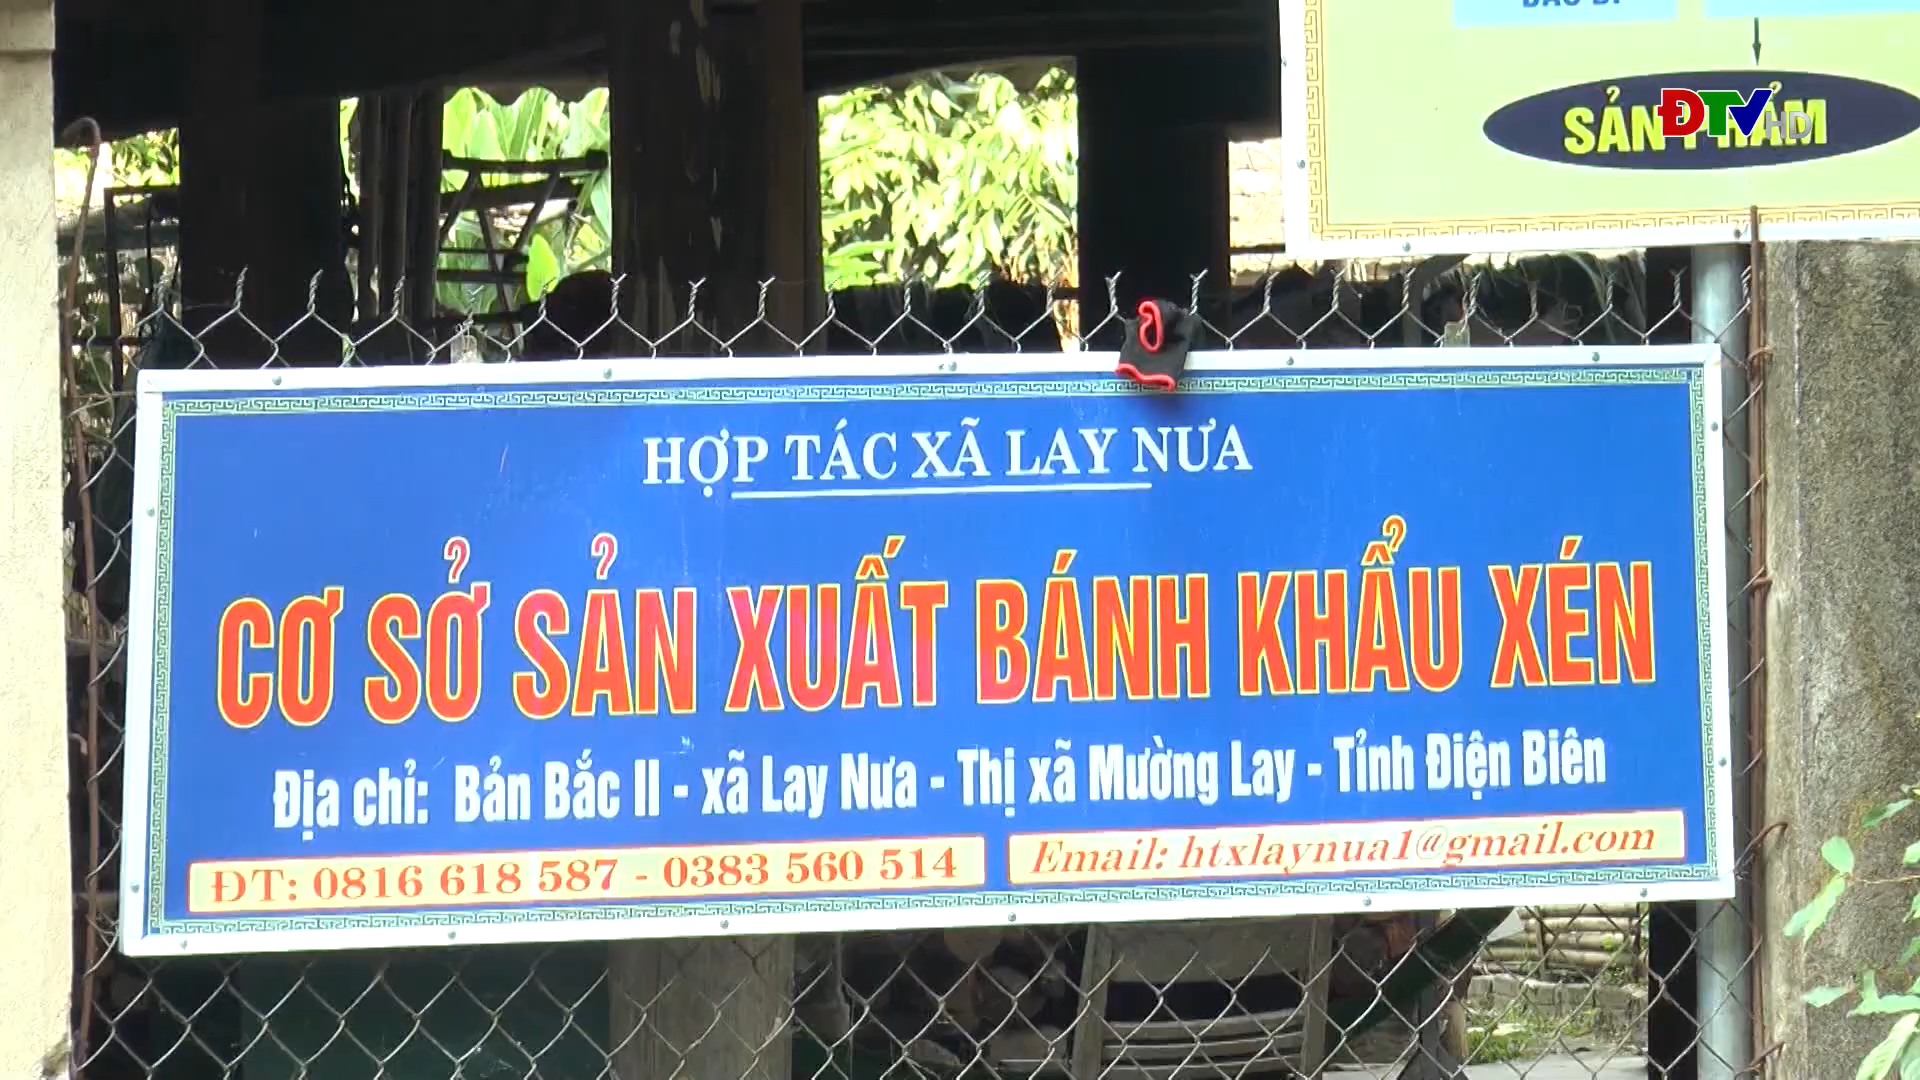 SẢN PHẨM
ĐTV HD
HỢP TÁC XÃ LAY NƯA
CƠ SỞ SẢN XUẤT BÁNH KHẨU XÉN
Địa chỉ: Bản Bắc II - xã Lay Nưa - Thị xã Mường Lay - Tỉnh Điện Biên
ĐT: 0816 618 587 - 0383 560 514
Email: htxlaynua1@gmail.com